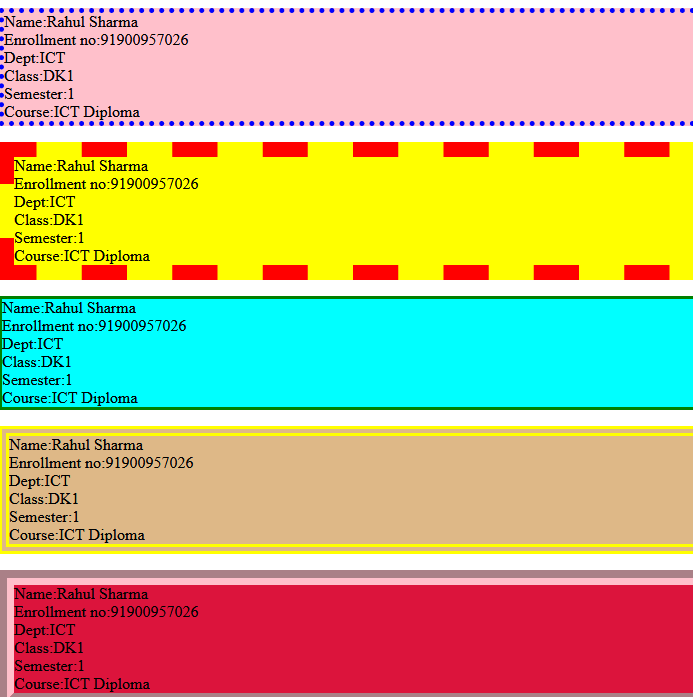 Name:Rahul Sharma
Enrollment no:91900957026
Dept:ICT
Class:DK1
Semester:1
Course:ICT Diploma
Name:Rahul Sharma
Enrollment no:91900957026
Dept:ICT
Class:DK1
Semester:1
Course:ICT Diploma
Name:Rahul Sharma
Enrollment no:91900957026
Dept:ICT
Class:DK1
Semester:1
Course:ICT Diploma
Name:Rahul Sharma
Enrollment no:91900957026
Dept:ICT
Class:DK1
Semester:1
Course:ICT Diploma
Name:Rahul Sharma
Enrollment no:91900957026
Dept:ICT
Class:DK1
Semester:1
Course:ICT Diploma